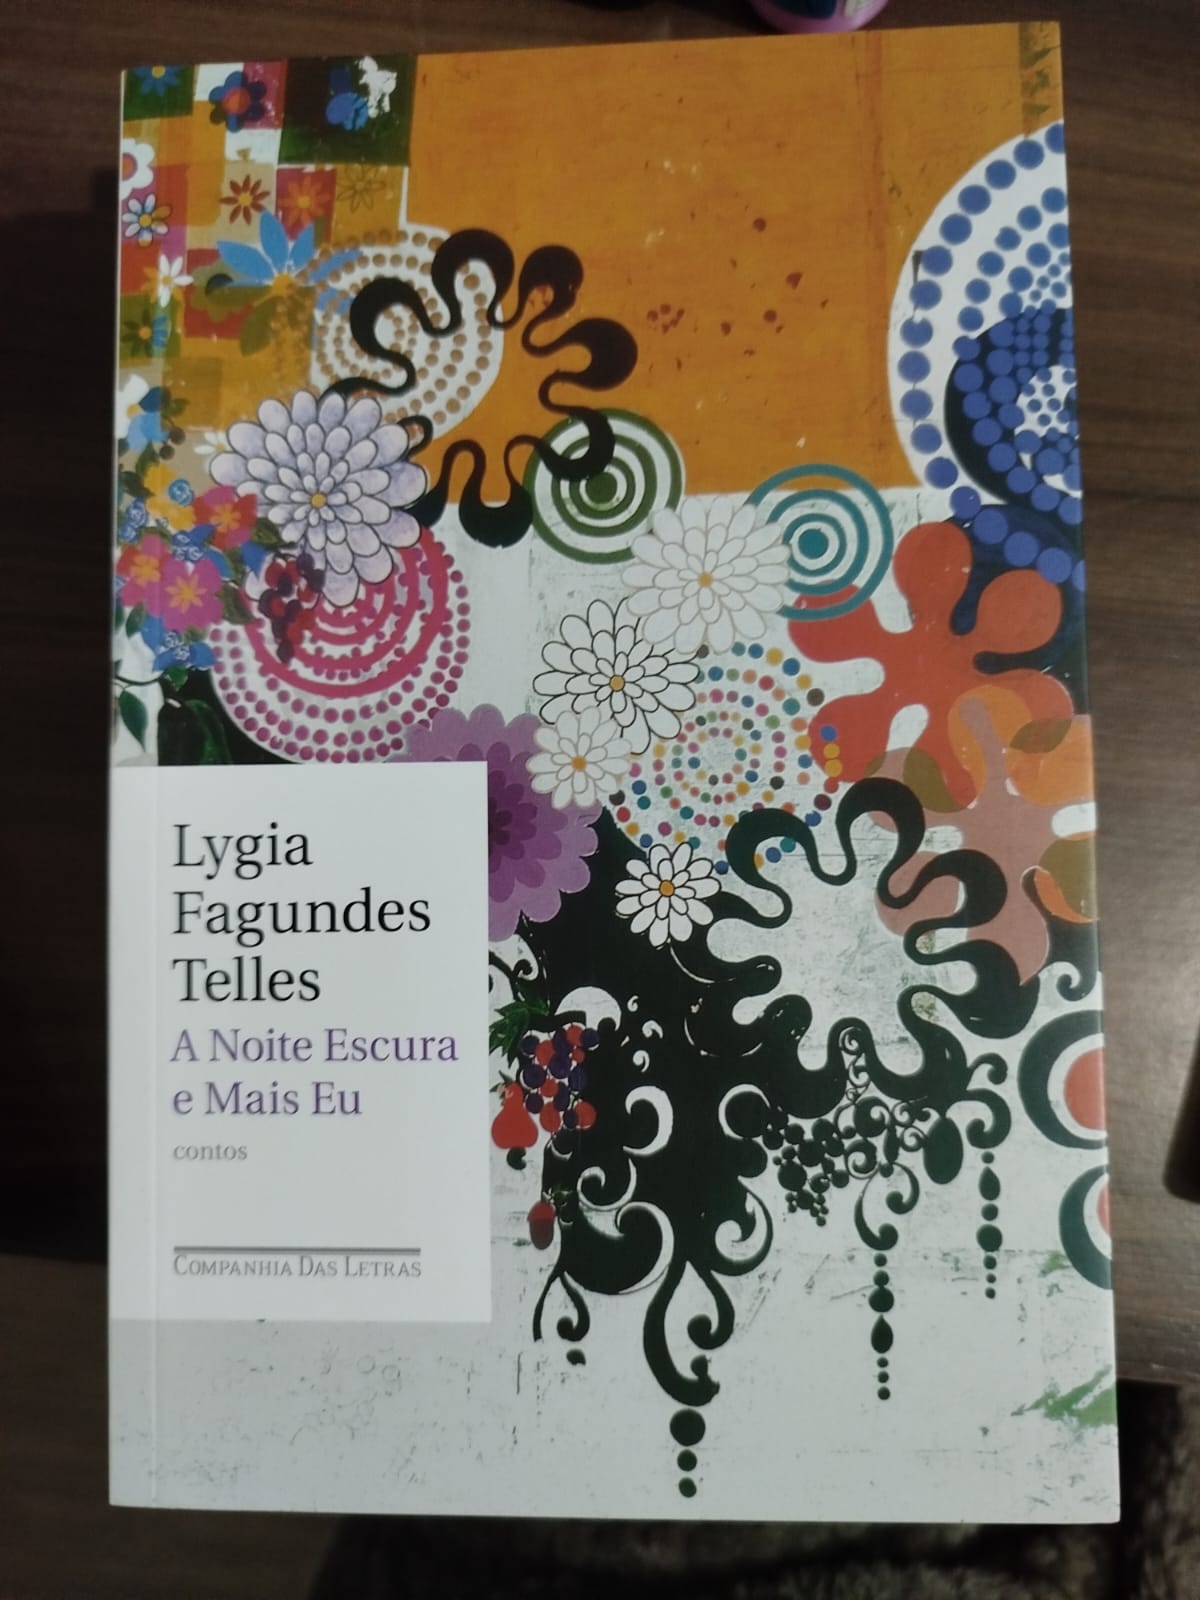 Lygia
Fagundes
Telles
A Noite Escura
e Mais Eu
contos
COMPANHIA DAS LETRAS